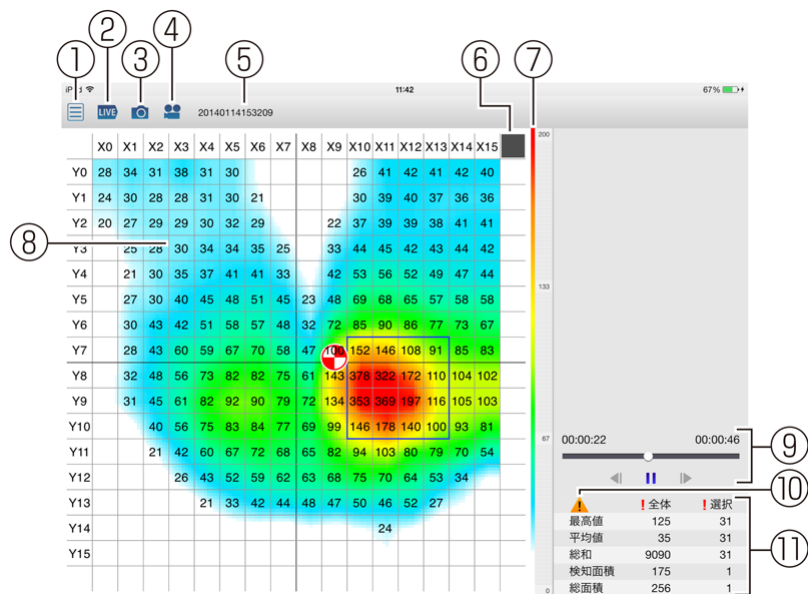 ② ④
① ③ ⑤ ⑥ ⑦
11:42 67%
LIVE 20140114153209
200
X0 X1 X2 X3 X4 X5 X6 X7 X8 X9 X10 X11 X12 X13 X14 X15
Y0 28 34 31 38 31 30 26 41 42 41 42 40
Y1 24 30 28 28 31 30 21 30 39 40 37 36 36
Y2 20 27 29 29 30 32 29 22 37 39 39 38 41 41
⑧
Y3 25 28 30 34 34 35 25 33 44 45 42 43 44 42
Y4 21 30 35 37 41 41 33 42 53 56 52 49 47 44
133
Y5 27 30 40 45 48 51 45 23 48 69 68 65 57 58 58
Y6 30 43 42 51 58 57 48 32 72 85 90 86 77 73 67
Y7 28 43 60 59 67 70 58 47 100 152 146 108 91 85 83
Y8 32 48 56 73 82 82 75 61 143 378 322 172 110 104 102
Y9 31 45 61 82 92 90 79 72 134 353 369 197 116 105 103
Y10 40 56 75 83 84 77 69 99 146 178 140 100 93 81
67
00:00:22 00:00:46
⑨
Y11 21 42 60 67 72 68 65 82 94 103 80 79 70 54
Y12 26 43 52 59 62 63 68 75 70 64 53 34
⑩
Y13 21 33 42 44 48 47 50 46 52 27
Y14 24
Y15
! 全体 ! 選択
⑪
最高値 125 31
平均値 35 31
総和 9090 31
検知面積 175 1
総面積 256 1
0